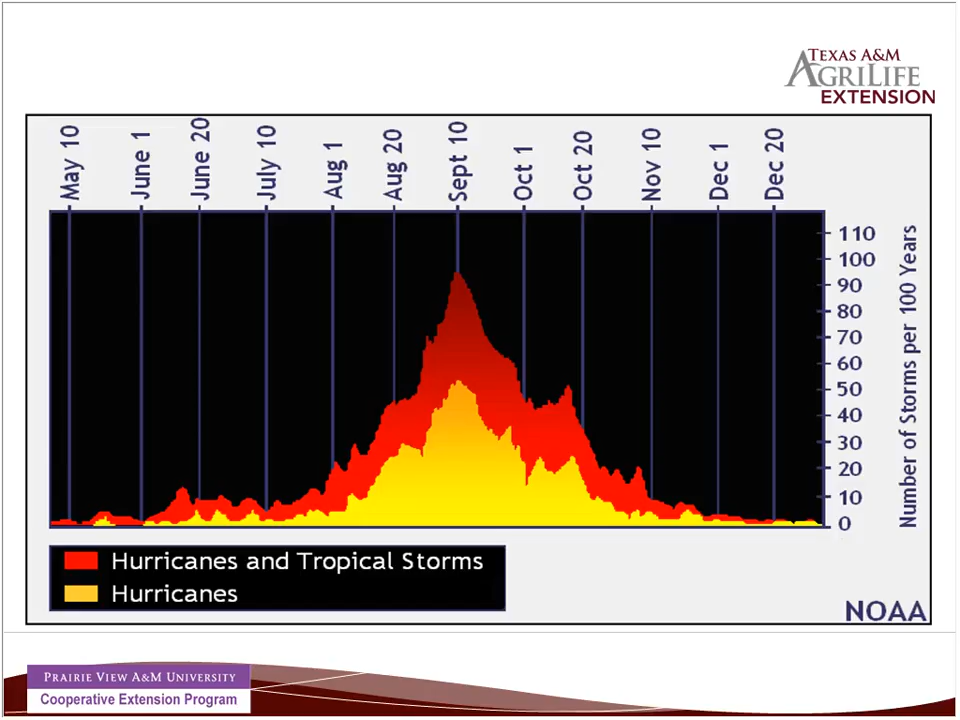 TEXAS A&M
AGRILIFE
EXTENSION
May 10
June 1
June 20
July 10
Aug 1
Aug 20
Sept 10
Oct 1
Oct 20
Nov 10
Dec 1
Dec 20
110
100
90
80
70
60
50
40
30
20
10
0
Number of Storms per 100 Years
Hurricanes and Tropical Storms
Hurricanes
NOAA
PRAIRIE VIEW A&M UNIVERSITY
Cooperative Extension Program